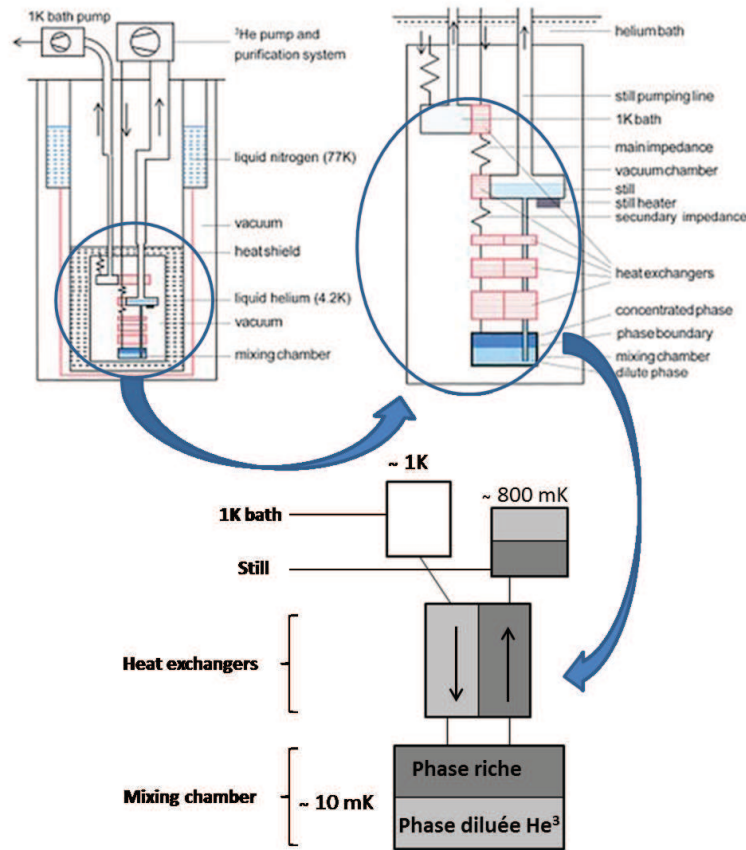 1K bath pump
³He pump and
purification system
liquid nitrogen (77K)
vacuum
heat shield
liquid helium (4.2K)
vacuum
mixing chamber
helium bath
still pumping line
1K bath
main impedance
vacuum chamber
still
still heater
secundary impedance
heat exchangers
concentrated phase
phase boundary
mixing chamber
dilute phase
~ 1K
~ 800 mK
1K bath
Still
Heat exchangers
Mixing chamber
~ 10 mK
Phase riche
Phase diluée He³